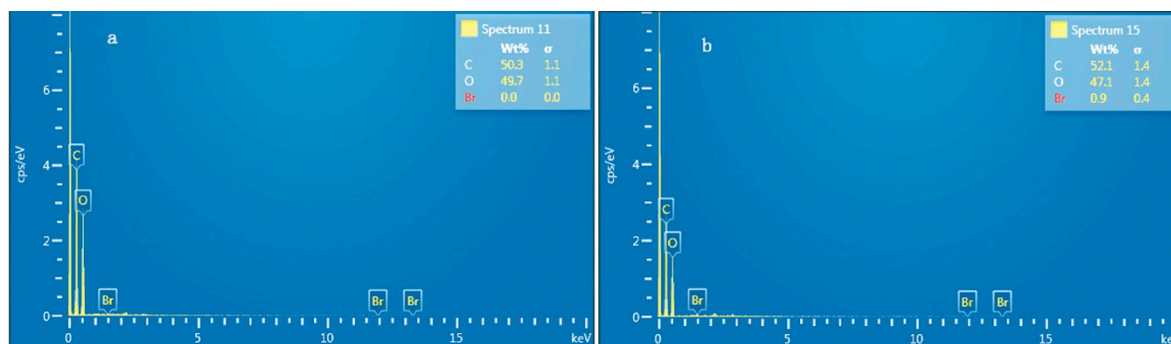 a
Spectrum 11
Wt% σ
C 50.3 1.1
O 49.7 1.1
Br 0.0 0.0
cps/eV
6
4
2
0
C
O
Br
Br
Br
0 5 10 15 keV
b
Spectrum 15
Wt% σ
C 52.1 1.4
O 47.1 1.4
Br 0.9 0.4
cps/eV
6
4
2
0
C
O
Br
Br
Br
0 5 10 15